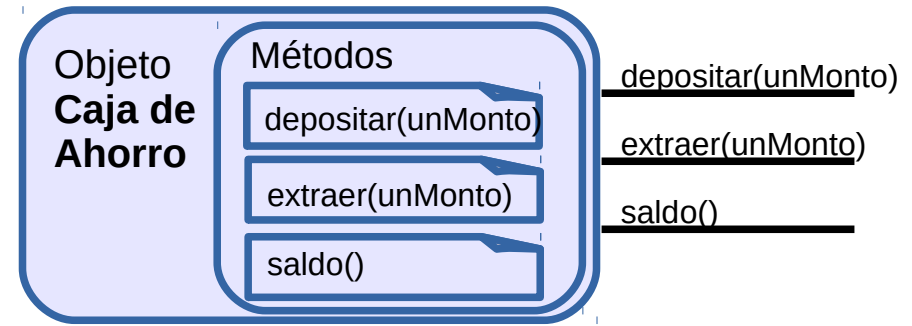 Objeto
Caja de
Ahorro
Métodos
depositar(unMonto)
extraer(unMonto)
saldo()
depositar(unMonto)
extraer(unMonto)
saldo()